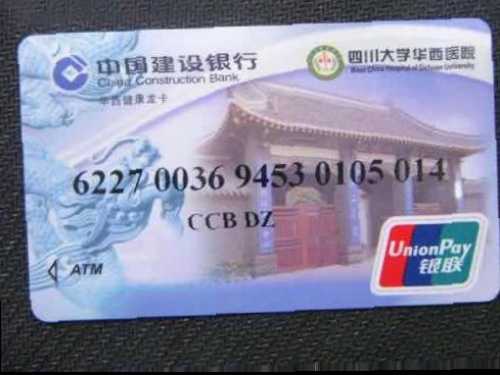 中国建设银行
China Construction Bank
华西健康龙卡
四川大学华西医院
West China Hospital of Sichuan University
6227 0036 9453 0105 014
CCB DZ
ATM
UnionPay
银联